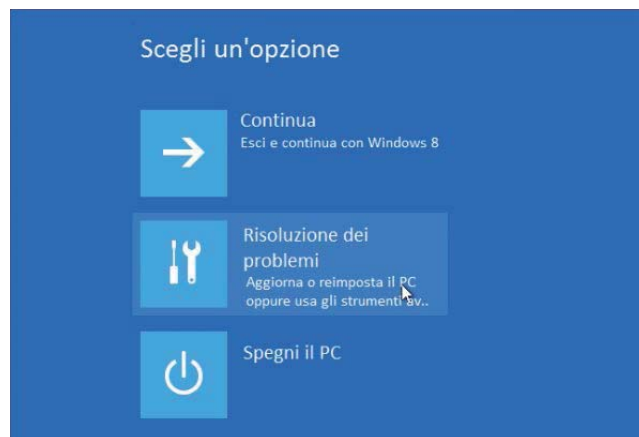 Scegli un'opzione
Continua
Esci e continua con Windows 8
Risoluzione dei
problemi
Aggiorna o reimposta il PC
oppure usa gli strumenti av..
Spegni il PC